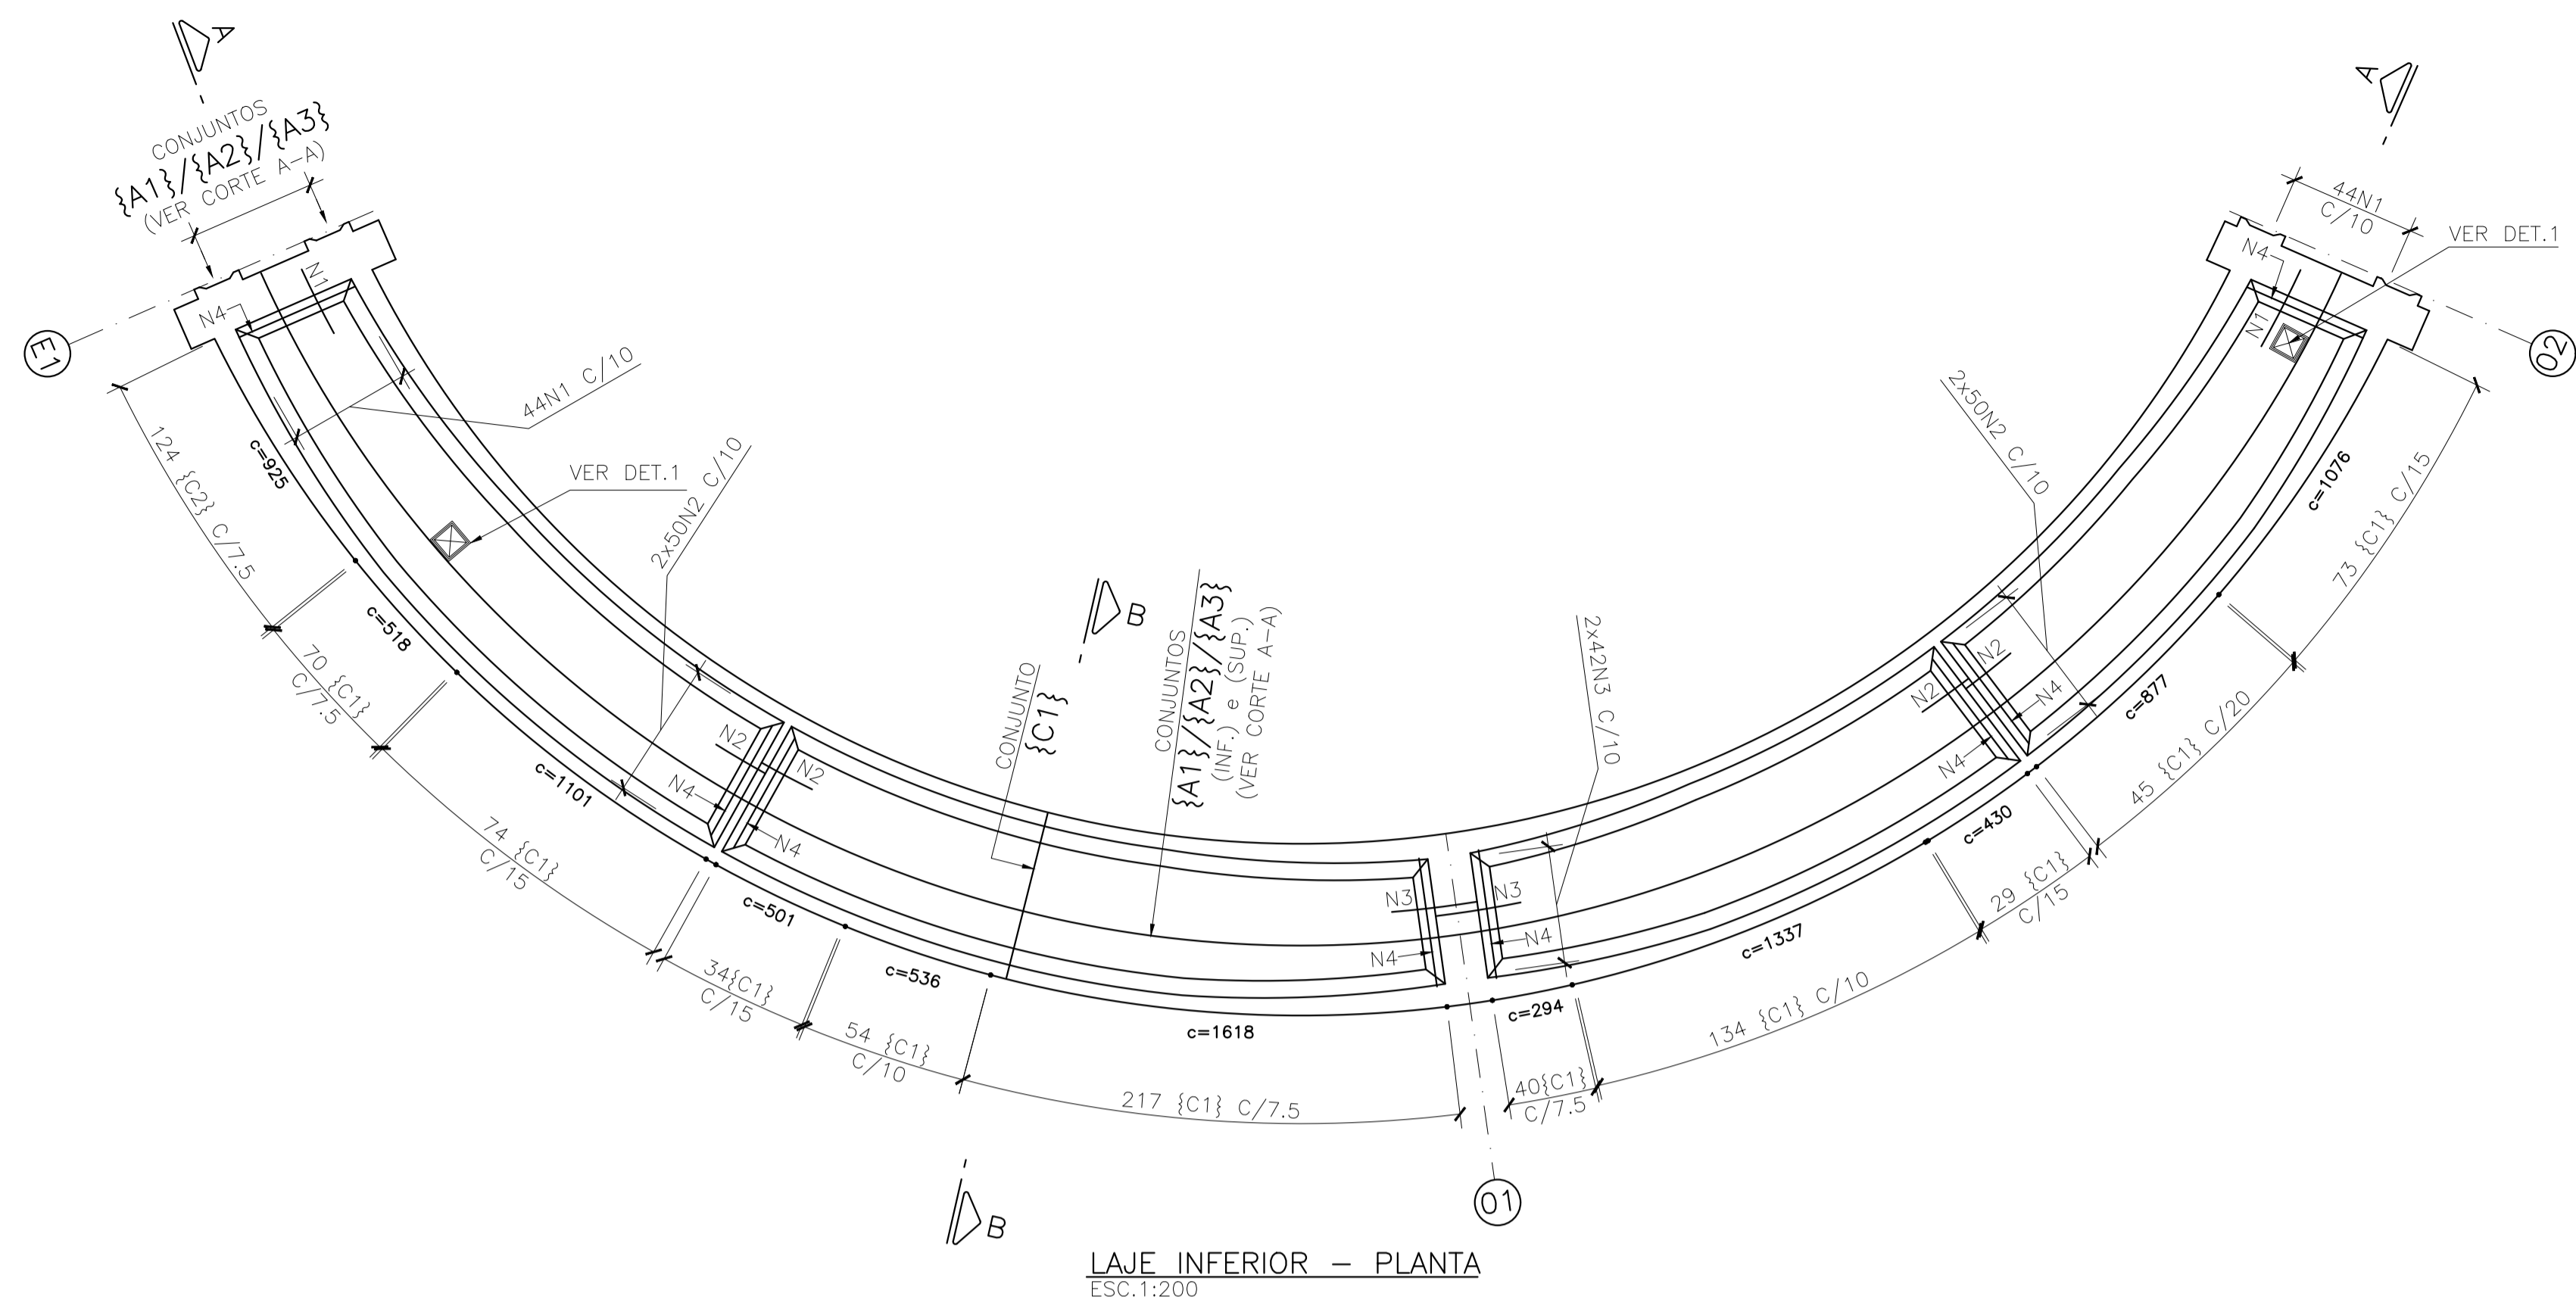 A
A
CONJUNTOS
{A1}/{A2}/{A3}
(VER CORTE A-A)
44N1
C/10
VER DET.1
N4
N1
N4
N1
E1
02
44N1 C/10
2x50N2 C/10
VER DET.1
2x50N2 C/10
124 {C2} C/7.5
c=925
c=1076
73 {C1} C/15
c=518
70 {C1}
C/7.5
B
CONJUNTO
{C1}
CONJUNTOS
{A1}/{A2}/{A3}
(INF.) e (SUP.)
(VER CORTE A-A)
2x42N3 C/10
N2
N2
N4
N4
N2
N2
N4
N4
c=877
45 {C1} C/20
c=1101
74 {C1}
C/15
c=430
29 {C1}
C/15
N3
N3
N4
N4
c=501
34{C1}
C/15
c=536
54 {C1}
C/10
c=1618
217 {C1} C/7.5
c=294
40{C1}
C/7.5
c=1337
134 {C1} C/10
B
01
LAJE INFERIOR - PLANTA
ESC.1:200